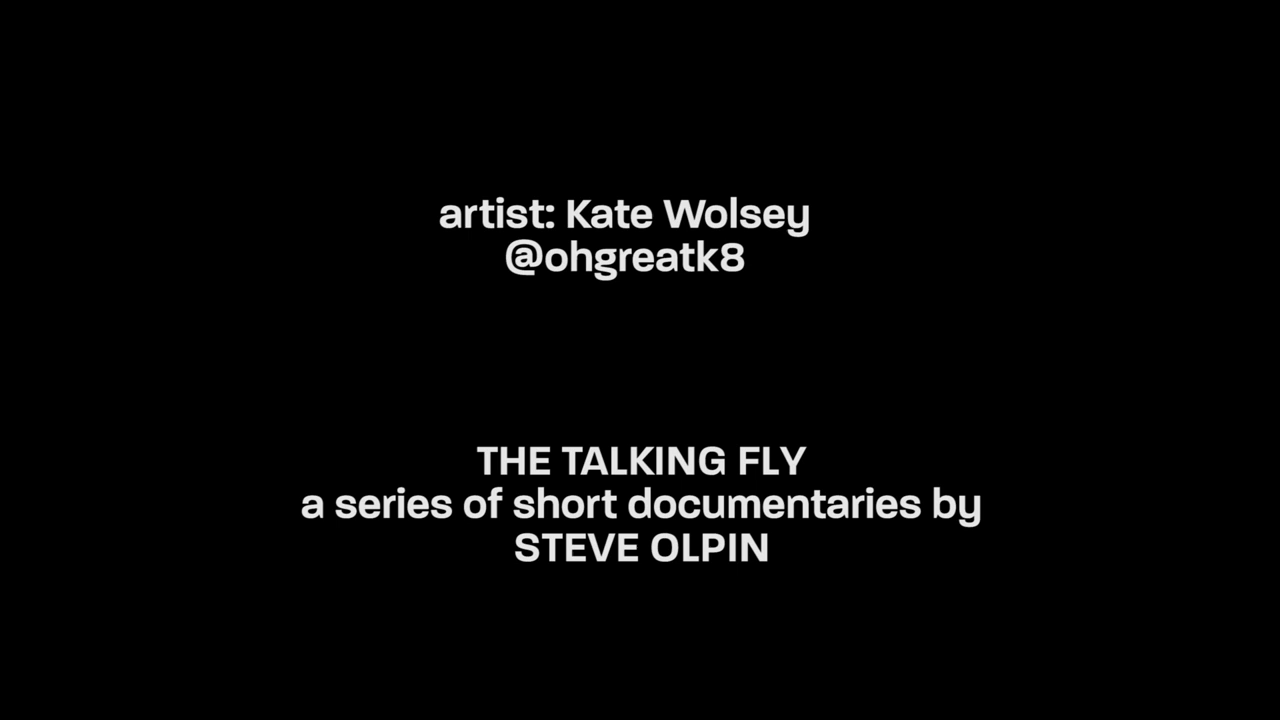 artist: Kate Wolsey
@ohgreatk8
THE TALKING FLY
a series of short documentaries by
STEVE OLPIN